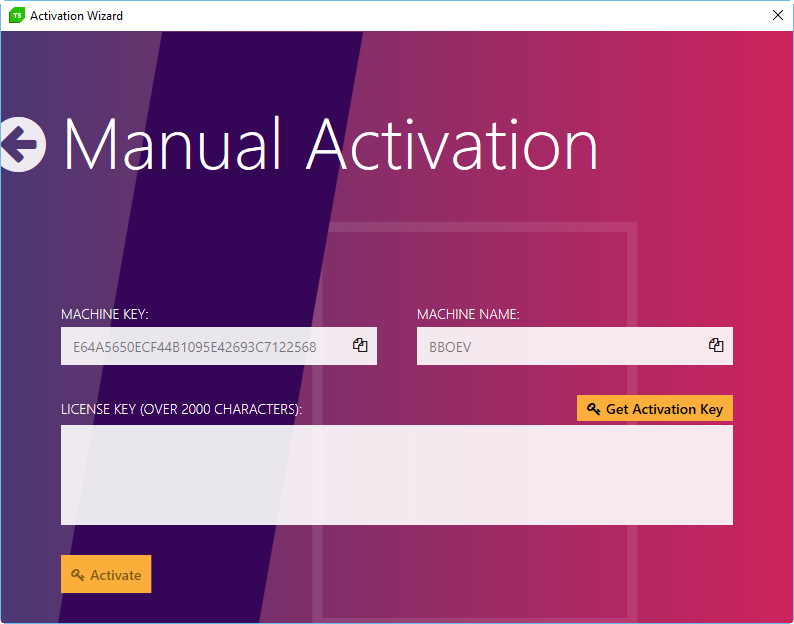 TS Activation Wizard
Manual Activation
MACHINE KEY: MACHINE NAME:
E64A5650ECF44B1095E42693C7122568 BBOEV
LICENSE KEY (OVER 2000 CHARACTERS): Get Activation Key
Activate